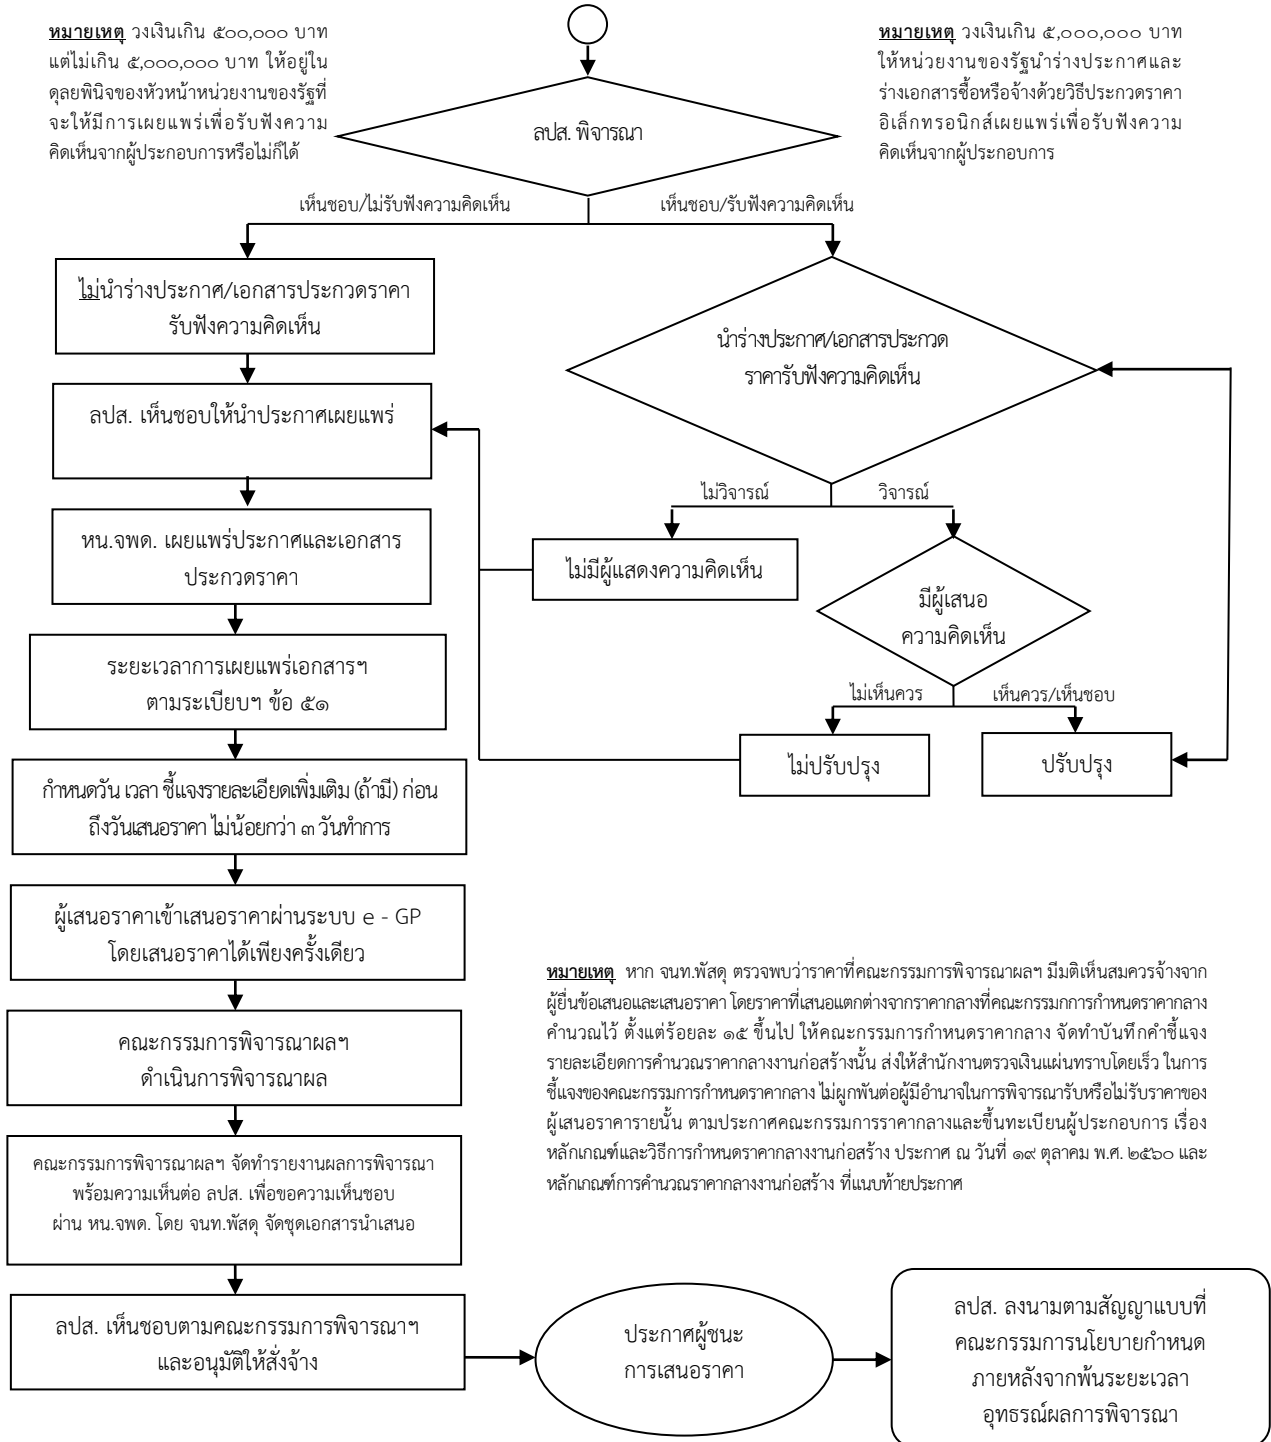 หมายเหตุ วงเงินเกิน ๕๐๐,๐๐๐ บาท
แต่ไม่เกิน ๕,๐๐๐,๐๐๐ บาท ให้อยู่ใน
ดุลยพินิจของหัวหน้าหน่วยงานของรัฐที่
จะให้มีการเผยแพร่เพื่อรับฟังความ
คิดเห็นจากผู้ประกอบการหรือไม่ก็ได้
หมายเหตุ วงเงินเกิน ๕,๐๐๐,๐๐๐ บาท
ให้หน่วยงานของรัฐนำร่างประกาศและ
ร่างเอกสารซื้อหรือจ้างด้วยวิธีประกวดราคา
อิเล็กทรอนิกส์เผยแพร่เพื่อรับฟังความ
คิดเห็นจากผู้ประกอบการ
ลปส. พิจารณา
เห็นชอบ/ไม่รับฟังความคิดเห็น
เห็นชอบ/รับฟังความคิดเห็น
ไม่นำร่างประกาศ/เอกสารประกวดราคา
รับฟังความคิดเห็น
นำร่างประกาศ/เอกสารประกวด
ราคารับฟังความคิดเห็น
ลปส. เห็นชอบให้นำประกาศเผยแพร่
ไม่วิจารณ์
วิจารณ์
หน.จพด. เผยแพร่ประกาศและเอกสาร
ประกวดราคา
ไม่มีผู้แสดงความคิดเห็น
มีผู้เสนอ
ความคิดเห็น
ระยะเวลาการเผยแพร่เอกสารฯ
ตามระเบียบฯ ข้อ ๕๑
ไม่เห็นควร
เห็นควร/เห็นชอบ
ไม่ปรับปรุง
ปรับปรุง
กำหนดวัน เวลา ชี้แจงรายละเอียดเพิ่มเติม (ถ้ามี) ก่อน
ถึงวันเสนอราคา ไม่น้อยกว่า ๓ วันทำการ
ผู้เสนอราคาเข้าเสนอราคาผ่านระบบ e - GP
โดยเสนอราคาได้เพียงครั้งเดียว
หมายเหตุ หาก จนท.พัสดุ ตรวจพบว่าราคาที่คณะกรรมการพิจารณาผลฯ มีมติเห็นสมควรจ้างจาก
ผู้ยื่นข้อเสนอและเสนอราคา โดยราคาที่เสนอแตกต่างจากราคากลางที่คณะกรรมกการกำหนดราคากลาง
คำนวณไว้ ตั้งแต่ร้อยละ ๑๕ ขึ้นไป ให้คณะกรรมการกำหนดราคากลาง จัดทำบันทึกคำชี้แจง
รายละเอียดการคำนวณราคากลางงานก่อสร้างนั้น ส่งให้สำนักงานตรวจเงินแผ่นทราบโดยเร็ว ในการ
ชี้แจงของคณะกรรมการกำหนดราคากลาง ไม่ผูกพันต่อผู้มีอำนาจในการพิจารณารับหรือไม่รับราคาของ
ผู้เสนอราคารายนั้น ตามประกาศคณะกรรมการราคากลางและขึ้นทะเบียนผู้ประกอบการ เรื่อง
หลักเกณฑ์และวิธีการกำหนดราคากลางงานก่อสร้าง ประกาศ ณ วันที่ ๑๙ ตุลาคม พ.ศ. ๒๕๖๐ และ
หลักเกณฑ์การคำนวณราคากลางงานก่อสร้าง ที่แนบท้ายประกาศ
คณะกรรมการพิจารณาผลฯ
ดำเนินการพิจารณาผล
คณะกรรมการพิจารณาผลฯ จัดทำรายงานผลการพิจารณา
พร้อมความเห็นต่อ ลปส. เพื่อขอความเห็นชอบ
ผ่าน หน.จพด. โดย จนท.พัสดุ จัดชุดเอกสารนำเสนอ
ลปส. เห็นชอบตามคณะกรรมการพิจารณาฯ
และอนุมัติให้สั่งจ้าง
ประกาศผู้ชนะ
การเสนอราคา
ลปส. ลงนามตามสัญญาแบบที่
คณะกรรมการนโยบายกำหนด
ภายหลังจากพ้นระยะเวลา
อุทธรณ์ผลการพิจารณา